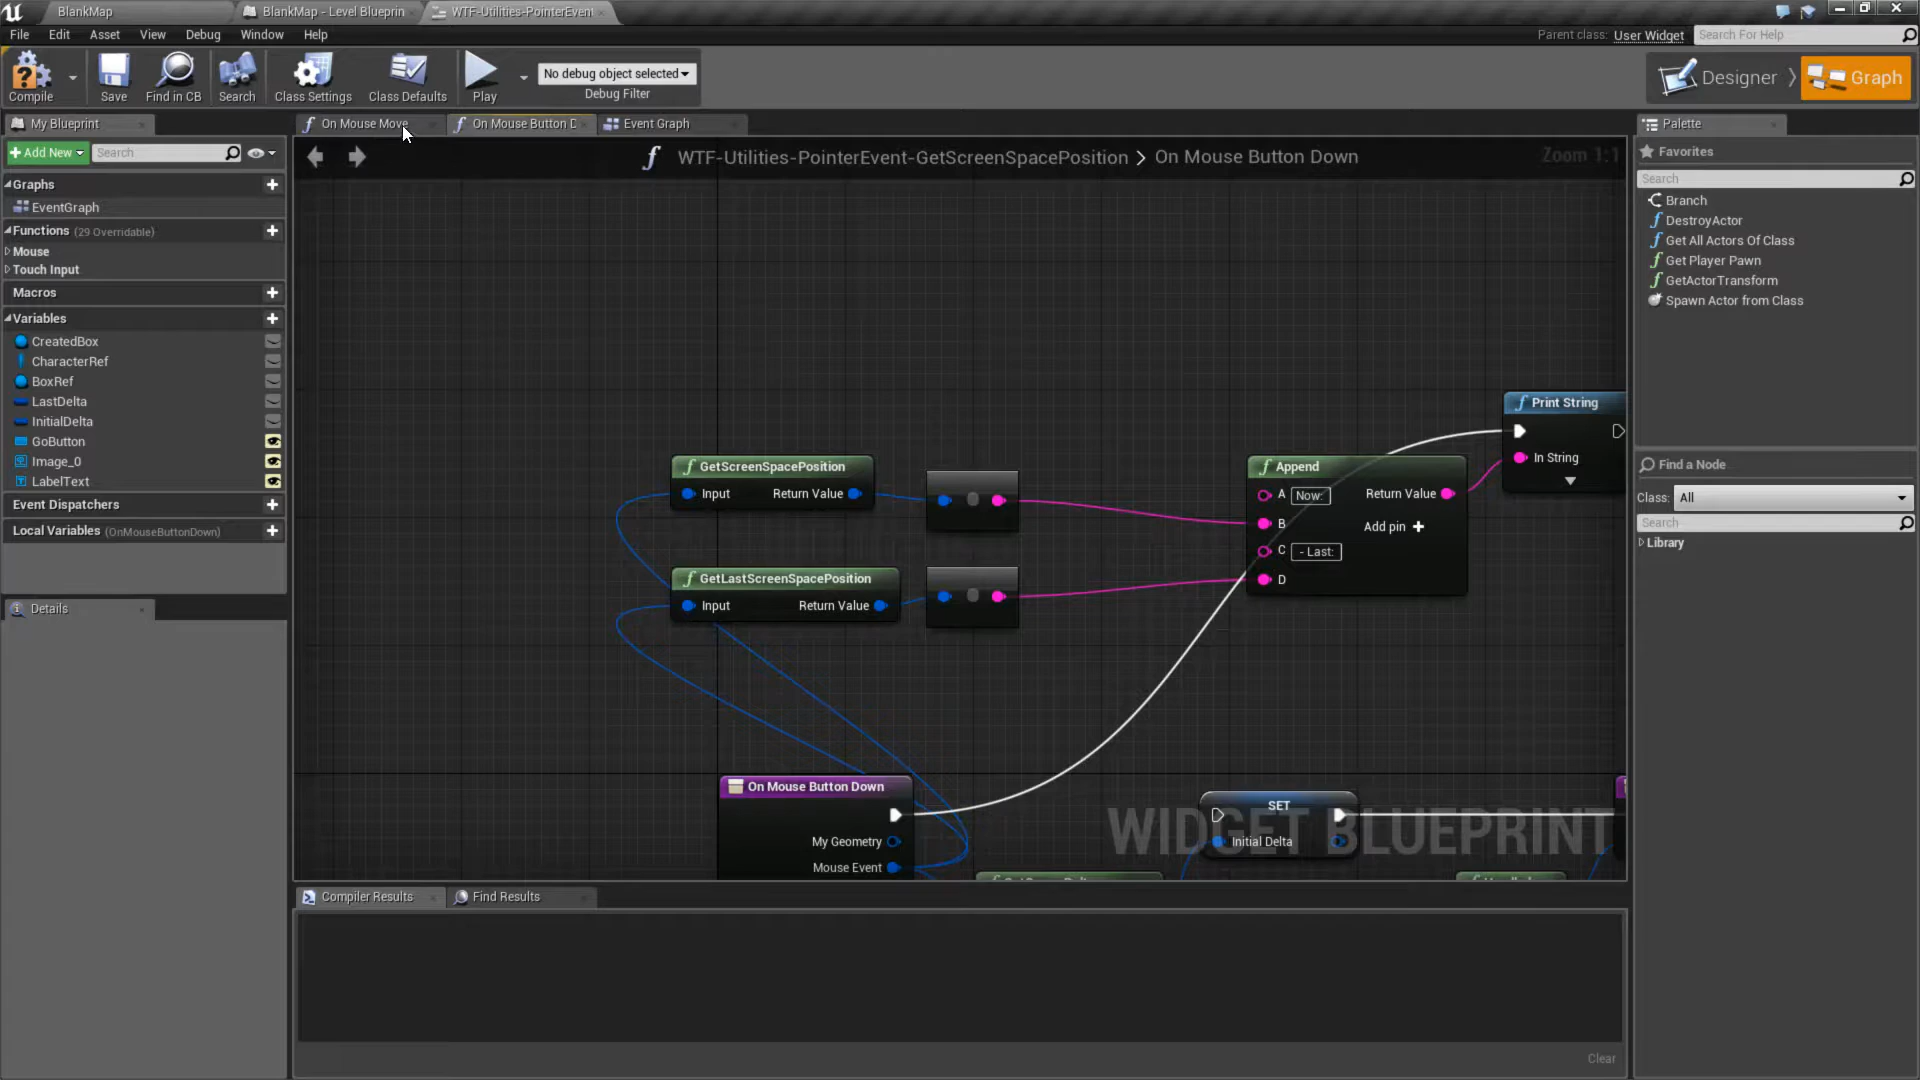 BlankMap
BlankMap - Level Blueprin
WTF-Utilities-PointerEvent
File Edit Asset View Debug Window Help
Parent class: User Widget Search For Help
Compile Save Find in CB Search Class Settings Class Defaults Play
No debug object selected
Debug Filter
Designer Graph
My Blueprint
Add New Search
Graphs
EventGraph
Functions (29 Overridable)
Mouse
Touch Input
Macros
Variables
CreatedBox
CharacterRef
BoxRef
LastDelta
InitialDelta
GoButton
Image_0
LabelText
Event Dispatchers
Local Variables (OnMouseButtonDown)
Details
On Mouse Move On Mouse Button D Event Graph
WTF-Utilities-PointerEvent-GetScreenSpacePosition > On Mouse Button Down
Zoom 1:1
GetScreenSpacePosition
Input Return Value
GetLastScreenSpacePosition
Input Return Value
Append
A Now: Return Value
B
Add pin +
C - Last:
D
Print String
In String
On Mouse Button Down
My Geometry
Mouse Event
SET
Initial Delta
WIDGET BLUEPRINT
Compiler Results Find Results
Clear
Palette
Favorites
Search
Branch
DestroyActor
Get All Actors Of Class
Get Player Pawn
GetActorTransform
Spawn Actor from Class
Find a Node
Class: All
Search
Library